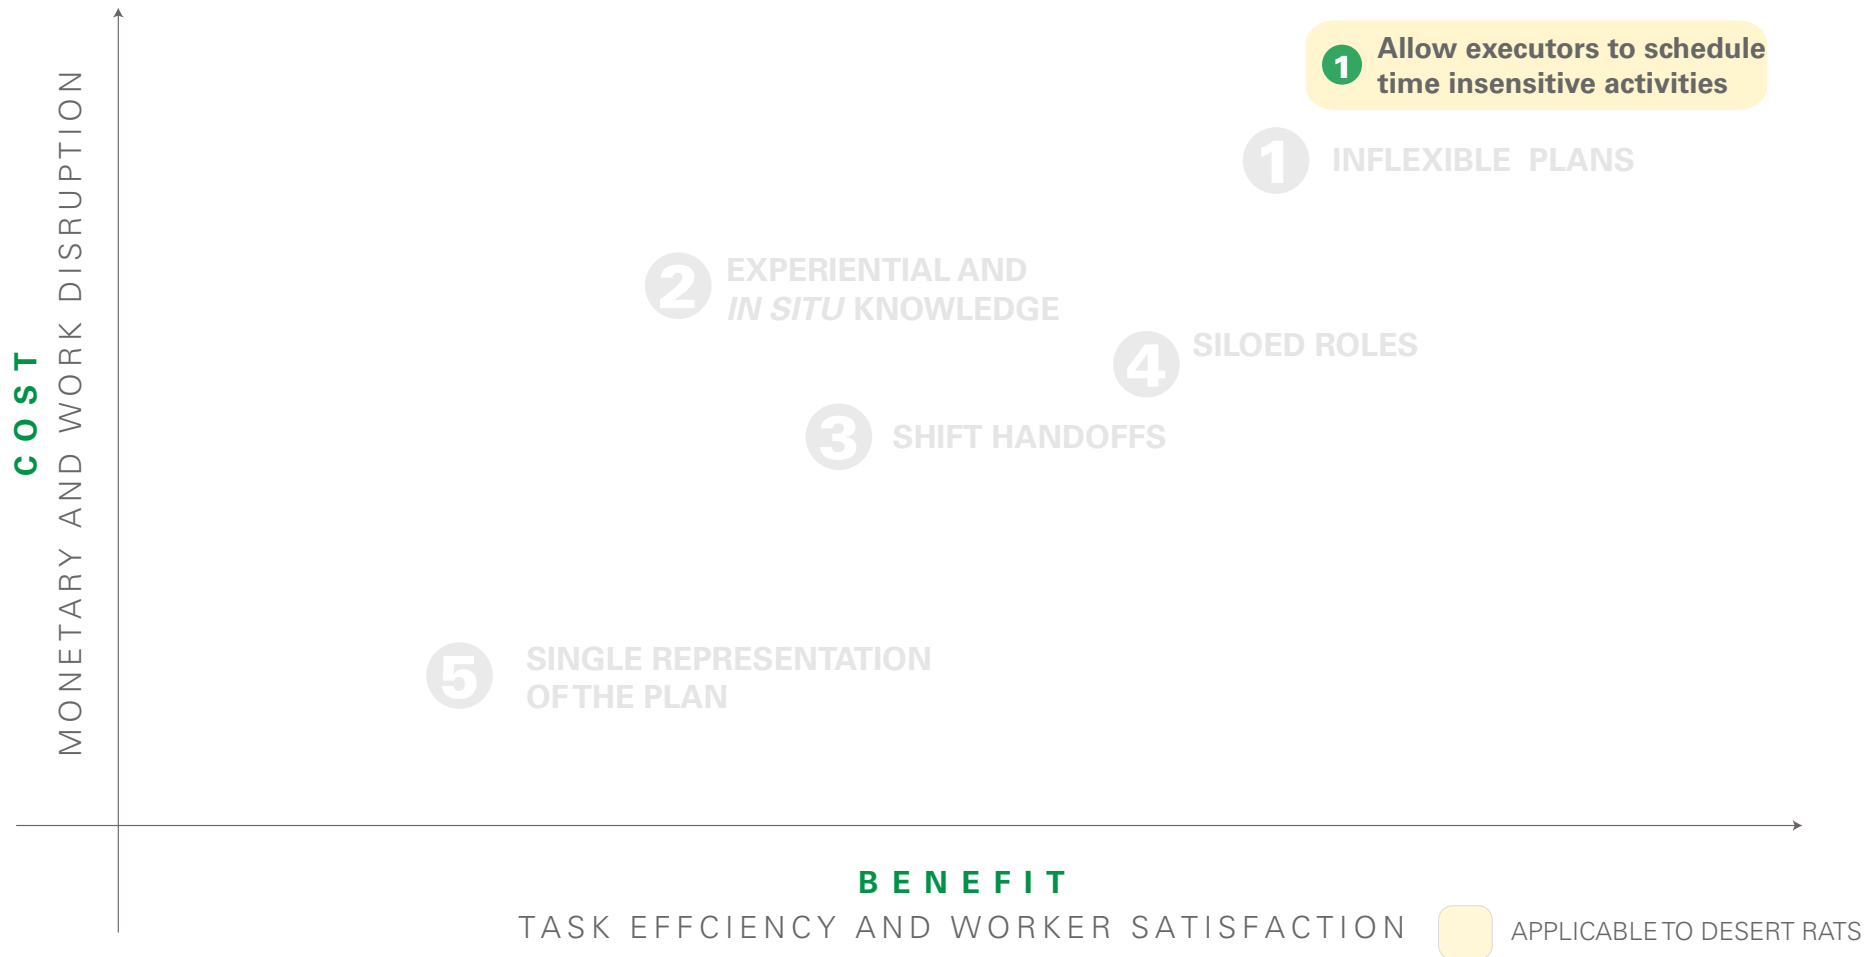 1 Allow executors to schedule
time insensitive activities
1 INFLEXIBLE PLANS
2 EXPERIENTIAL AND
IN SITU KNOWLEDGE
4 SILOED ROLES
3 SHIFT HANDOFFS
5 SINGLE REPRESENTATION
OF THE PLAN
COST
MONETARY AND WORK DISRUPTION
BENEFIT
TASK EFFCIENCY AND WORKER SATISFACTION
APPLICABLE TO DESERT RATS